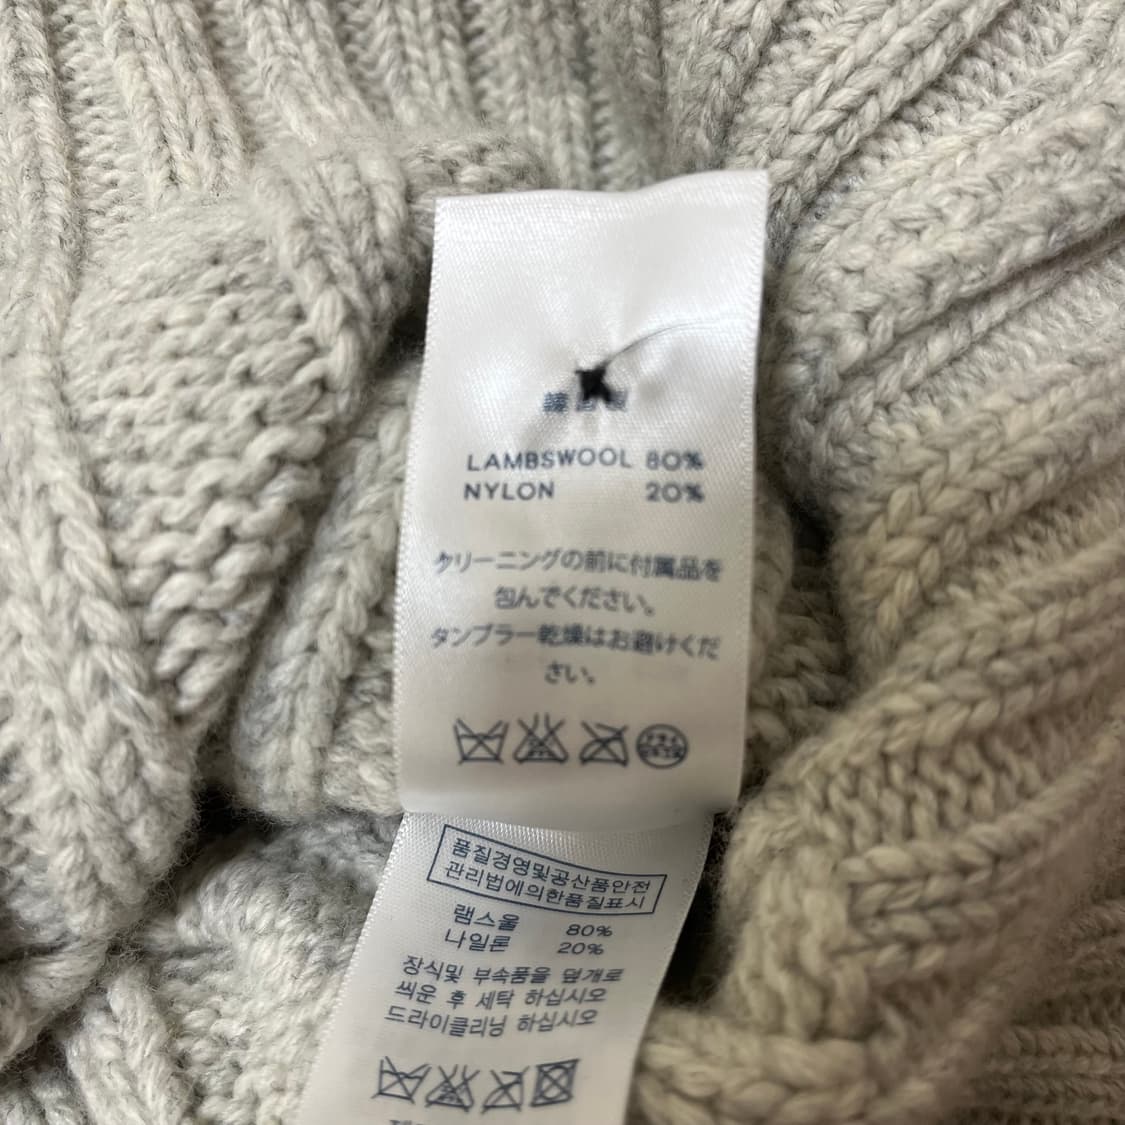 韓国製
LAMBSWOOL 80%
NYLON 20%
クリーニングの前に付属品を
包んでください。
タンブラー乾燥はお避けくだ
さい。
품질경영및공산품안전
관리법에의한품질표시
램스울 80%
나일론 20%
장식및 부속품을 덮개로
씌운 후 세탁 하십시오
드라이클리닝 하십시오